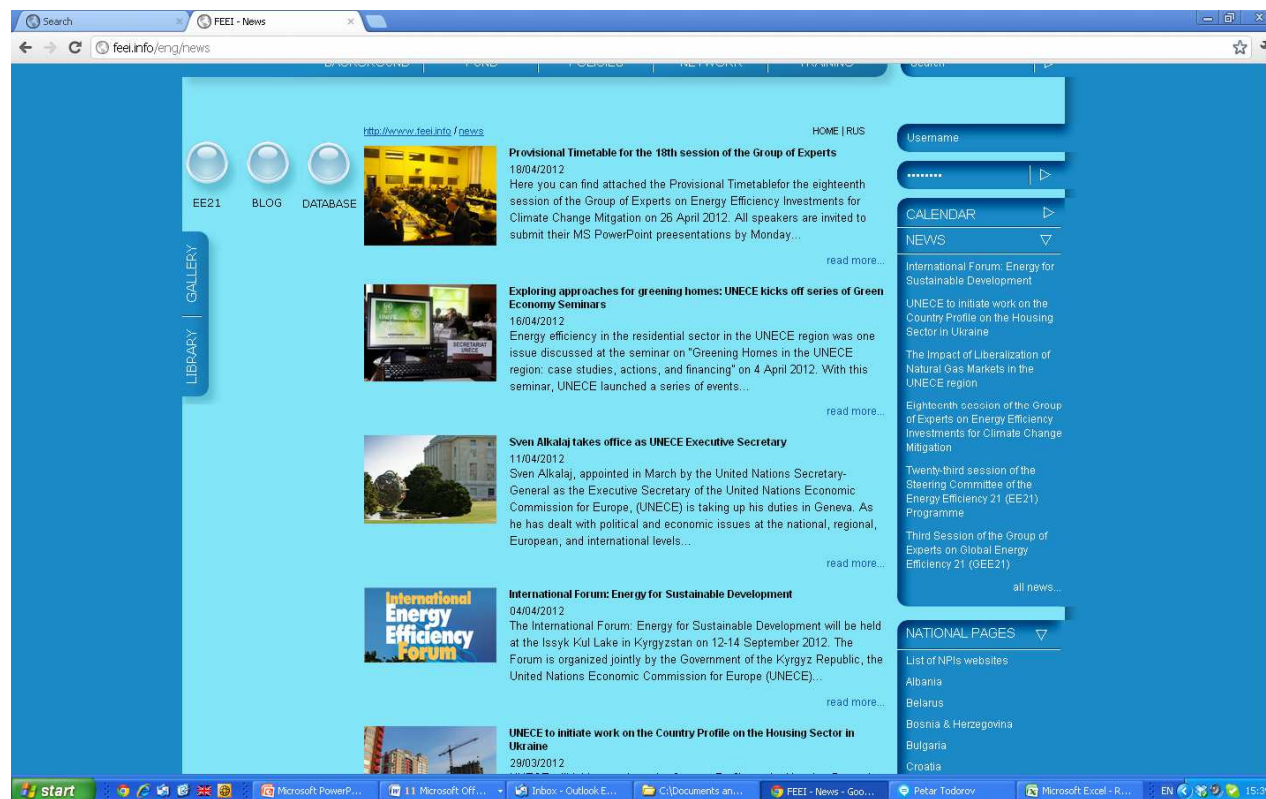 Search
FEEI - News
feei.info/eng/news
BACKGROUND FUND POLICIES NETWORK TRAINING Search
http://www.feei.info / news
HOME | RUS
EE21
BLOG
DATABASE
GALLERY
LIBRARY
Provisional Timetable for the 18th session of the Group of Experts
18/04/2012
Here you can find attached the Provisional Timetablefor the eighteenth
session of the Group of Experts on Energy Efficiency Investments for
Climate Change Mitgation on 26 April 2012. All speakers are invited to
submit their MS PowerPoint preesentations by Monday...
read more...
Exploring approaches for greening homes: UNECE kicks off series of Green
Economy Seminars
16/04/2012
Energy efficiency in the residential sector in the UNECE region was one
issue discussed at the seminar on "Greening Homes in the UNECE
region: case studies, actions, and financing" on 4 April 2012. With this
seminar, UNECE launched a series of events...
read more...
SECRETARIAT
UNECE
Sven Alkalaj takes office as UNECE Executive Secretary
11/04/2012
Sven Alkalaj, appointed in March by the United Nations Secretary-
General as the Executive Secretary of the United Nations Economic
Commission for Europe, (UNECE) is taking up his duties in Geneva. As
he has dealt with political and economic issues at the national, regional,
European, and international levels...
read more...
International
Energy
Efficiency
Forum
International Forum: Energy for Sustainable Development
04/04/2012
The International Forum: Energy for Sustainable Development will be held
at the Issyk Kul Lake in Kyrgyzstan on 12-14 September 2012. The
Forum is organized jointly by the Government of the Kyrgyz Republic, the
United Nations Economic Commission for Europe (UNECE)...
read more...
UNECE to initiate work on the Country Profile on the Housing Sector in
Ukraine
29/03/2012
Username
CALENDAR
NEWS
International Forum: Energy for
Sustainable Development
UNECE to initiate work on the
Country Profile on the Housing
Sector in Ukraine
The Impact of Liberalization of
Natural Gas Markets in the
UNECE region
Eighteenth session of the Group
of Experts on Energy Efficiency
Investments for Climate Change
Mitigation
Twenty-third session of the
Steering Committee of the
Energy Efficiency 21 (EE21)
Programme
Third Session of the Group of
Experts on Global Energy
Efficiency 21 (GEE21)
all news...
NATIONAL PAGES
List of NPIs websites
Albania
Belarus
Bosnia & Herzegovina
Bulgaria
Croatia
start
Microsoft PowerP...
11 Microsoft Off...
Inbox - Outlook E...
C:\Documents an...
FEEI - News - Goo...
Petar Todorov
Microsoft Excel - R...
EN